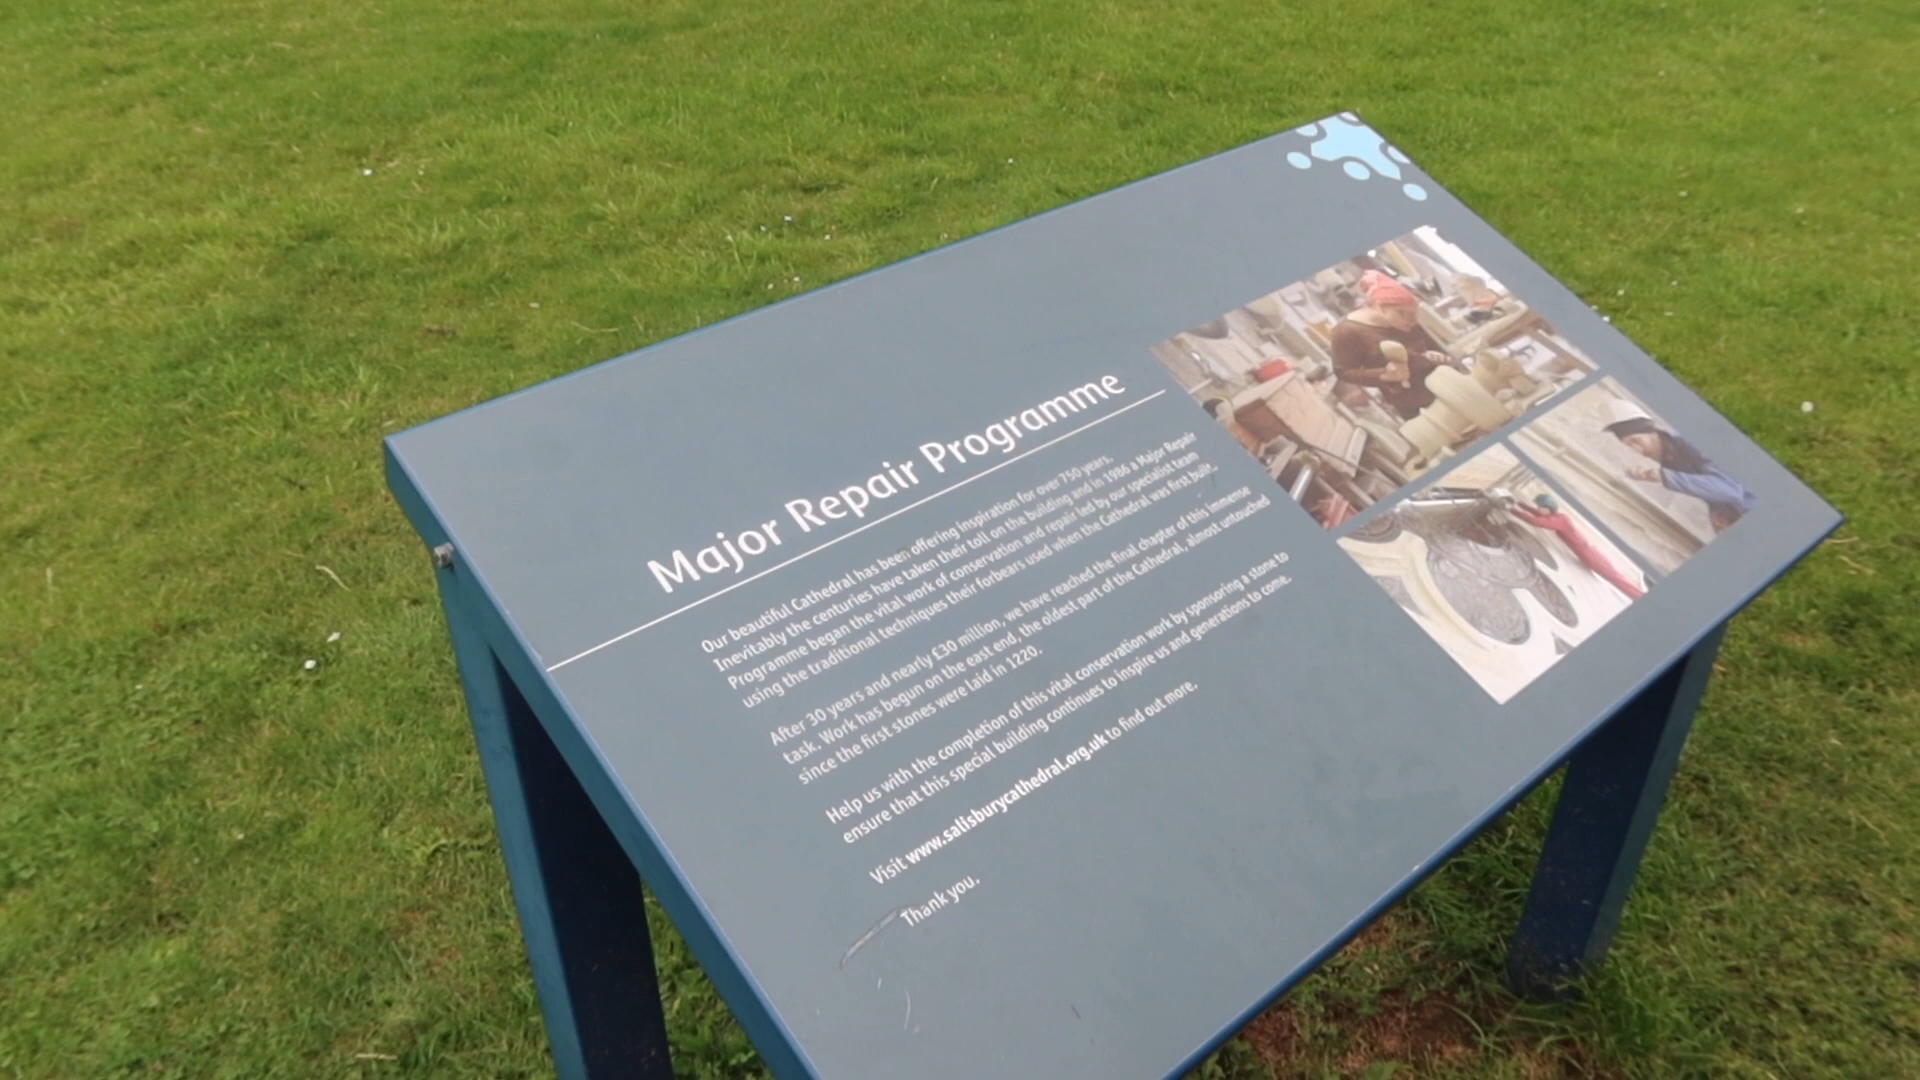 Major Repair Programme
Our beautiful Cathedral has been offering inspiration for over 750 years.
Inevitably the centuries have taken their toll on the building and in 1986 a Major Repair
Programme began the vital work of conservation and repair led by our specialist team
using the traditional techniques their forbears used when the Cathedral was first built.
After 30 years and nearly £30 million, we have reached the final chapter of this immense
task. Work has begun on the east end, the oldest part of the Cathedral, almost untouched
since the first stones were laid in 1220.
Help us with the completion of this vital conservation work by sponsoring a stone to
ensure that this special building continues to inspire us and generations to come.
Visit www.salisburycathedral.org.uk to find out more.
Thank you.